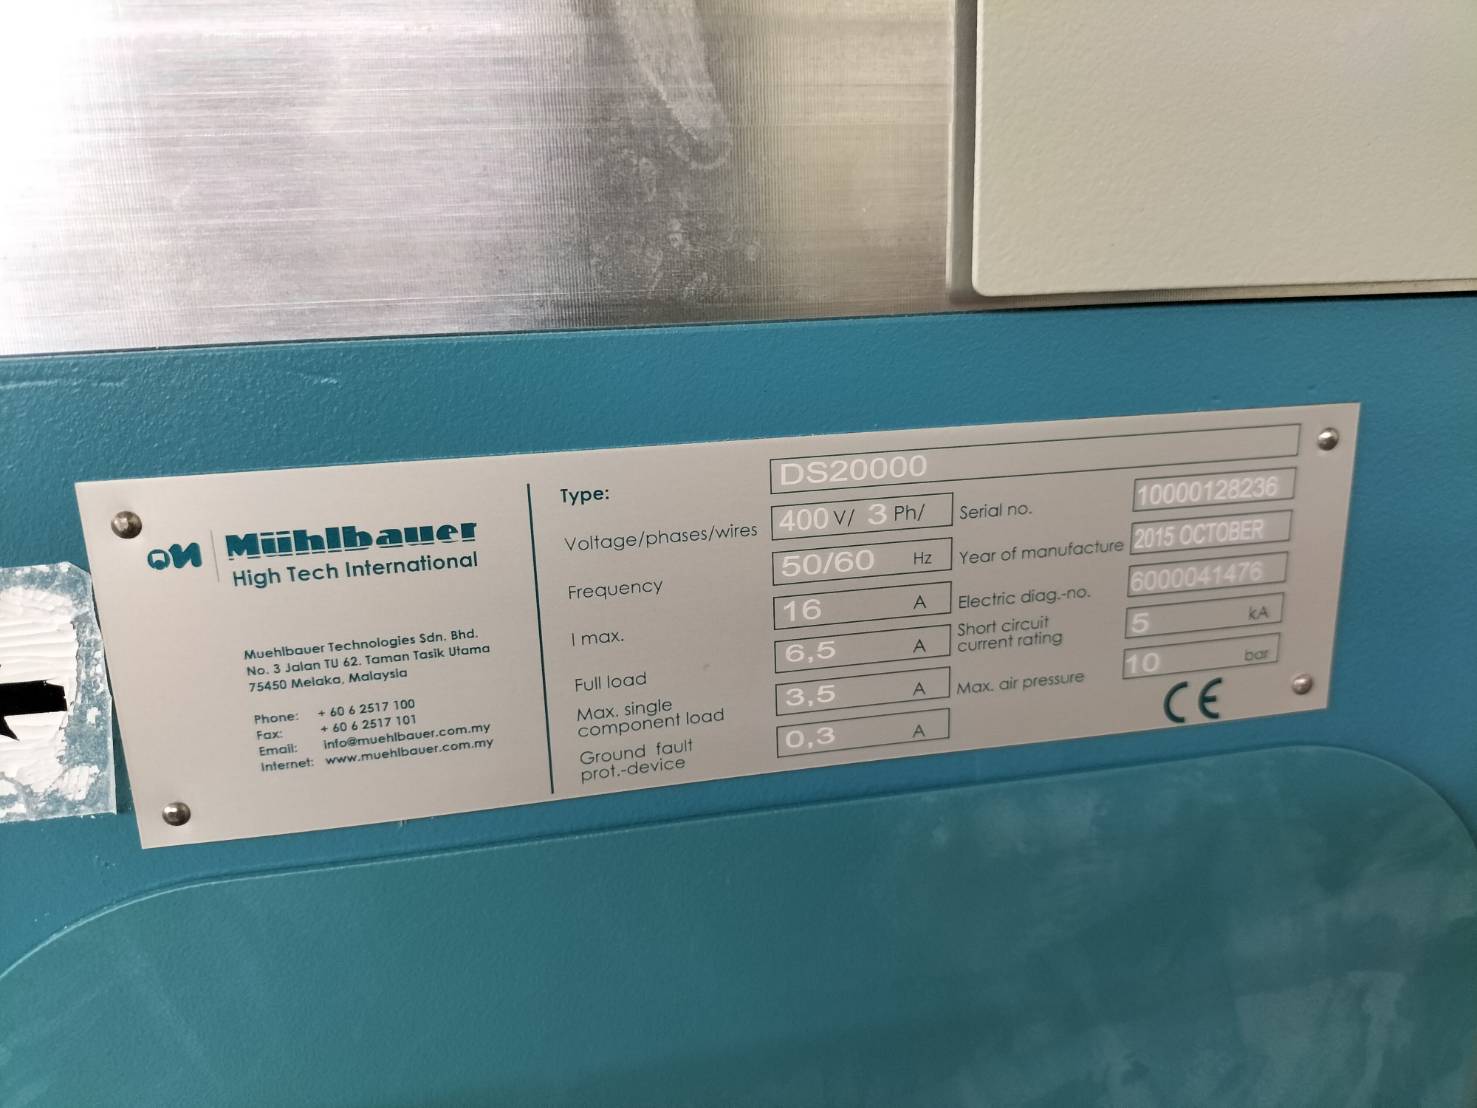 Mühlbauer
High Tech International
Muehlbauer Technologies Sdn. Bhd.
No. 3 Jalan TU 62, Taman Tasik Utama
75450 Melaka, Malaysia
Phone: + 60 6 2517 100
Fax: + 60 6 2517 101
Email: info@muehlbauer.com.my
Internet: www.muehlbauer.com.my
Type: DS20000
Voltage/phases/wires 400 V/ 3 Ph/
Frequency 50/60 Hz
I max. 16 A
Full load 6,5 A
Max. single
component load 3,5 A
Ground fault
prot.-device 0,3 A
Serial no. 10000128236
Year of manufacture 2015 OCTOBER
Electric diag.-no. 6000041476
Short circuit
current rating 5 kA
Max. air pressure 10 bar
CE